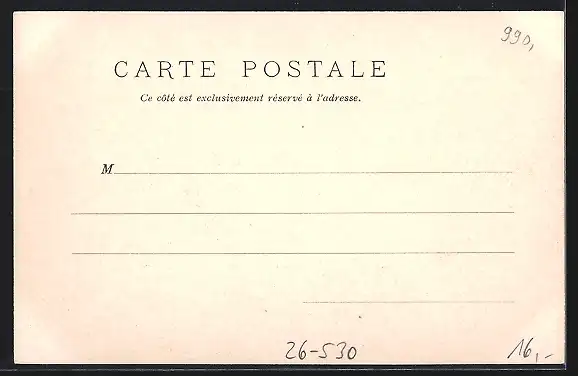 990,
CARTE POSTALE
Ce côté est exclusivement réservé à l'adresse.
M
26-530
16,-